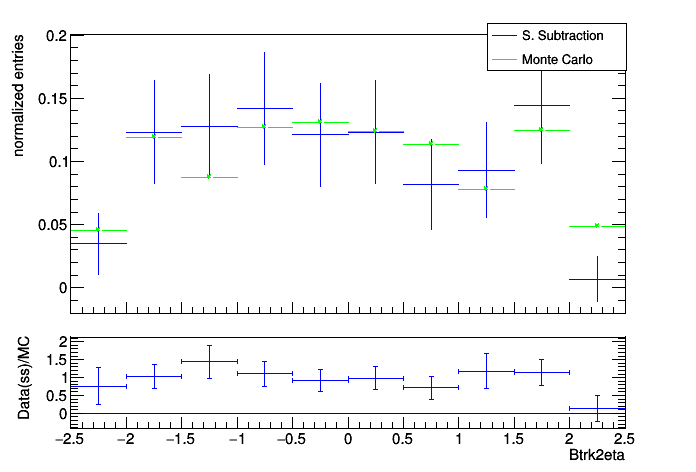 normalized entries
S. Subtraction
Monte Carlo
0.2
0.15
0.1
0.05
0
Data(ss)/MC
2
1.5
1
0.5
0
−2.5 −2 −1.5 −1 −0.5 0 0.5 1 1.5 2 2.5
Btrk2eta